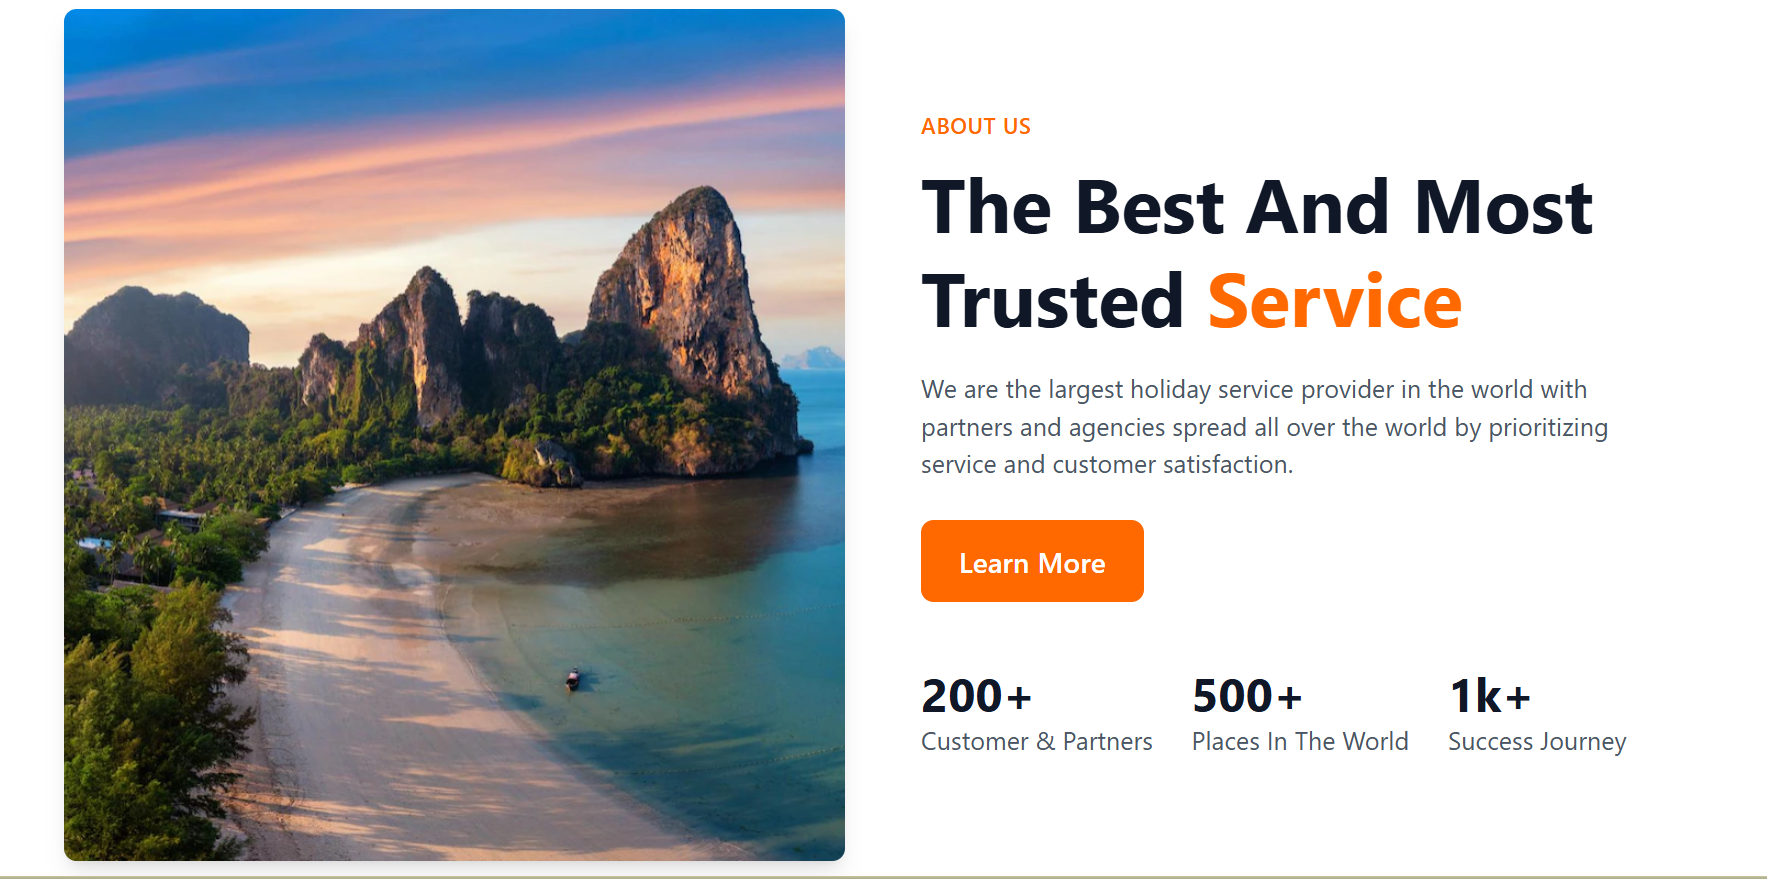 ABOUT US
The Best And Most
Trusted Service
We are the largest holiday service provider in the world with
partners and agencies spread all over the world by prioritizing
service and customer satisfaction.
Learn More
200+
Customer & Partners
500+
Places In The World
1k+
Success Journey